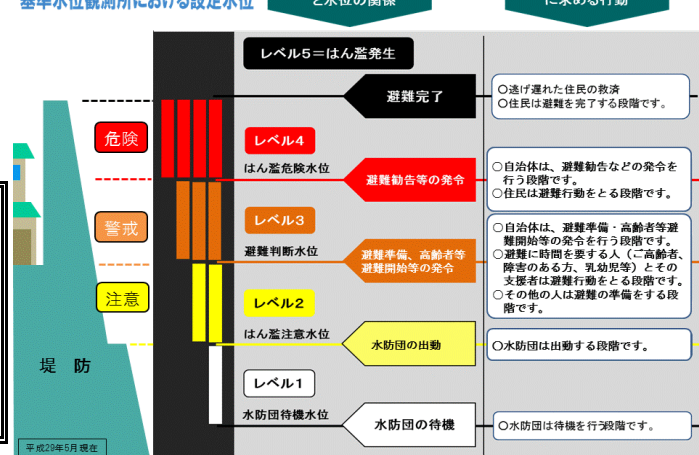 基準水位観測所における設定水位
と水位の関係
に求める行動
レベル5＝はん濫発生
避難完了
○逃げ遅れた住民の救済
○住民は避難を完了する段階です。
危険
レベル4
はん濫危険水位
避難勧告等の発令
○自治体は、避難勧告などの発令を
行う段階です。
○住民は避難行動をとる段階です。
警戒
レベル3
避難判断水位
避難準備、高齢者等
避難開始等の発令
○自治体は、避難準備・高齢者等避
難開始等の発令を行う段階です。
○避難に時間を要する人（ご高齢者、
障害のある方、乳幼児等）とその
支援者は避難行動をとる段階です。
○その他の人は避難の準備をする段
階です。
注意
レベル2
はん濫注意水位
水防団の出動
○水防団は出動する段階です。
堤 防
レベル1
水防団待機水位
水防団の待機
○水防団は待機を行う段階です。
平成29年5月現在